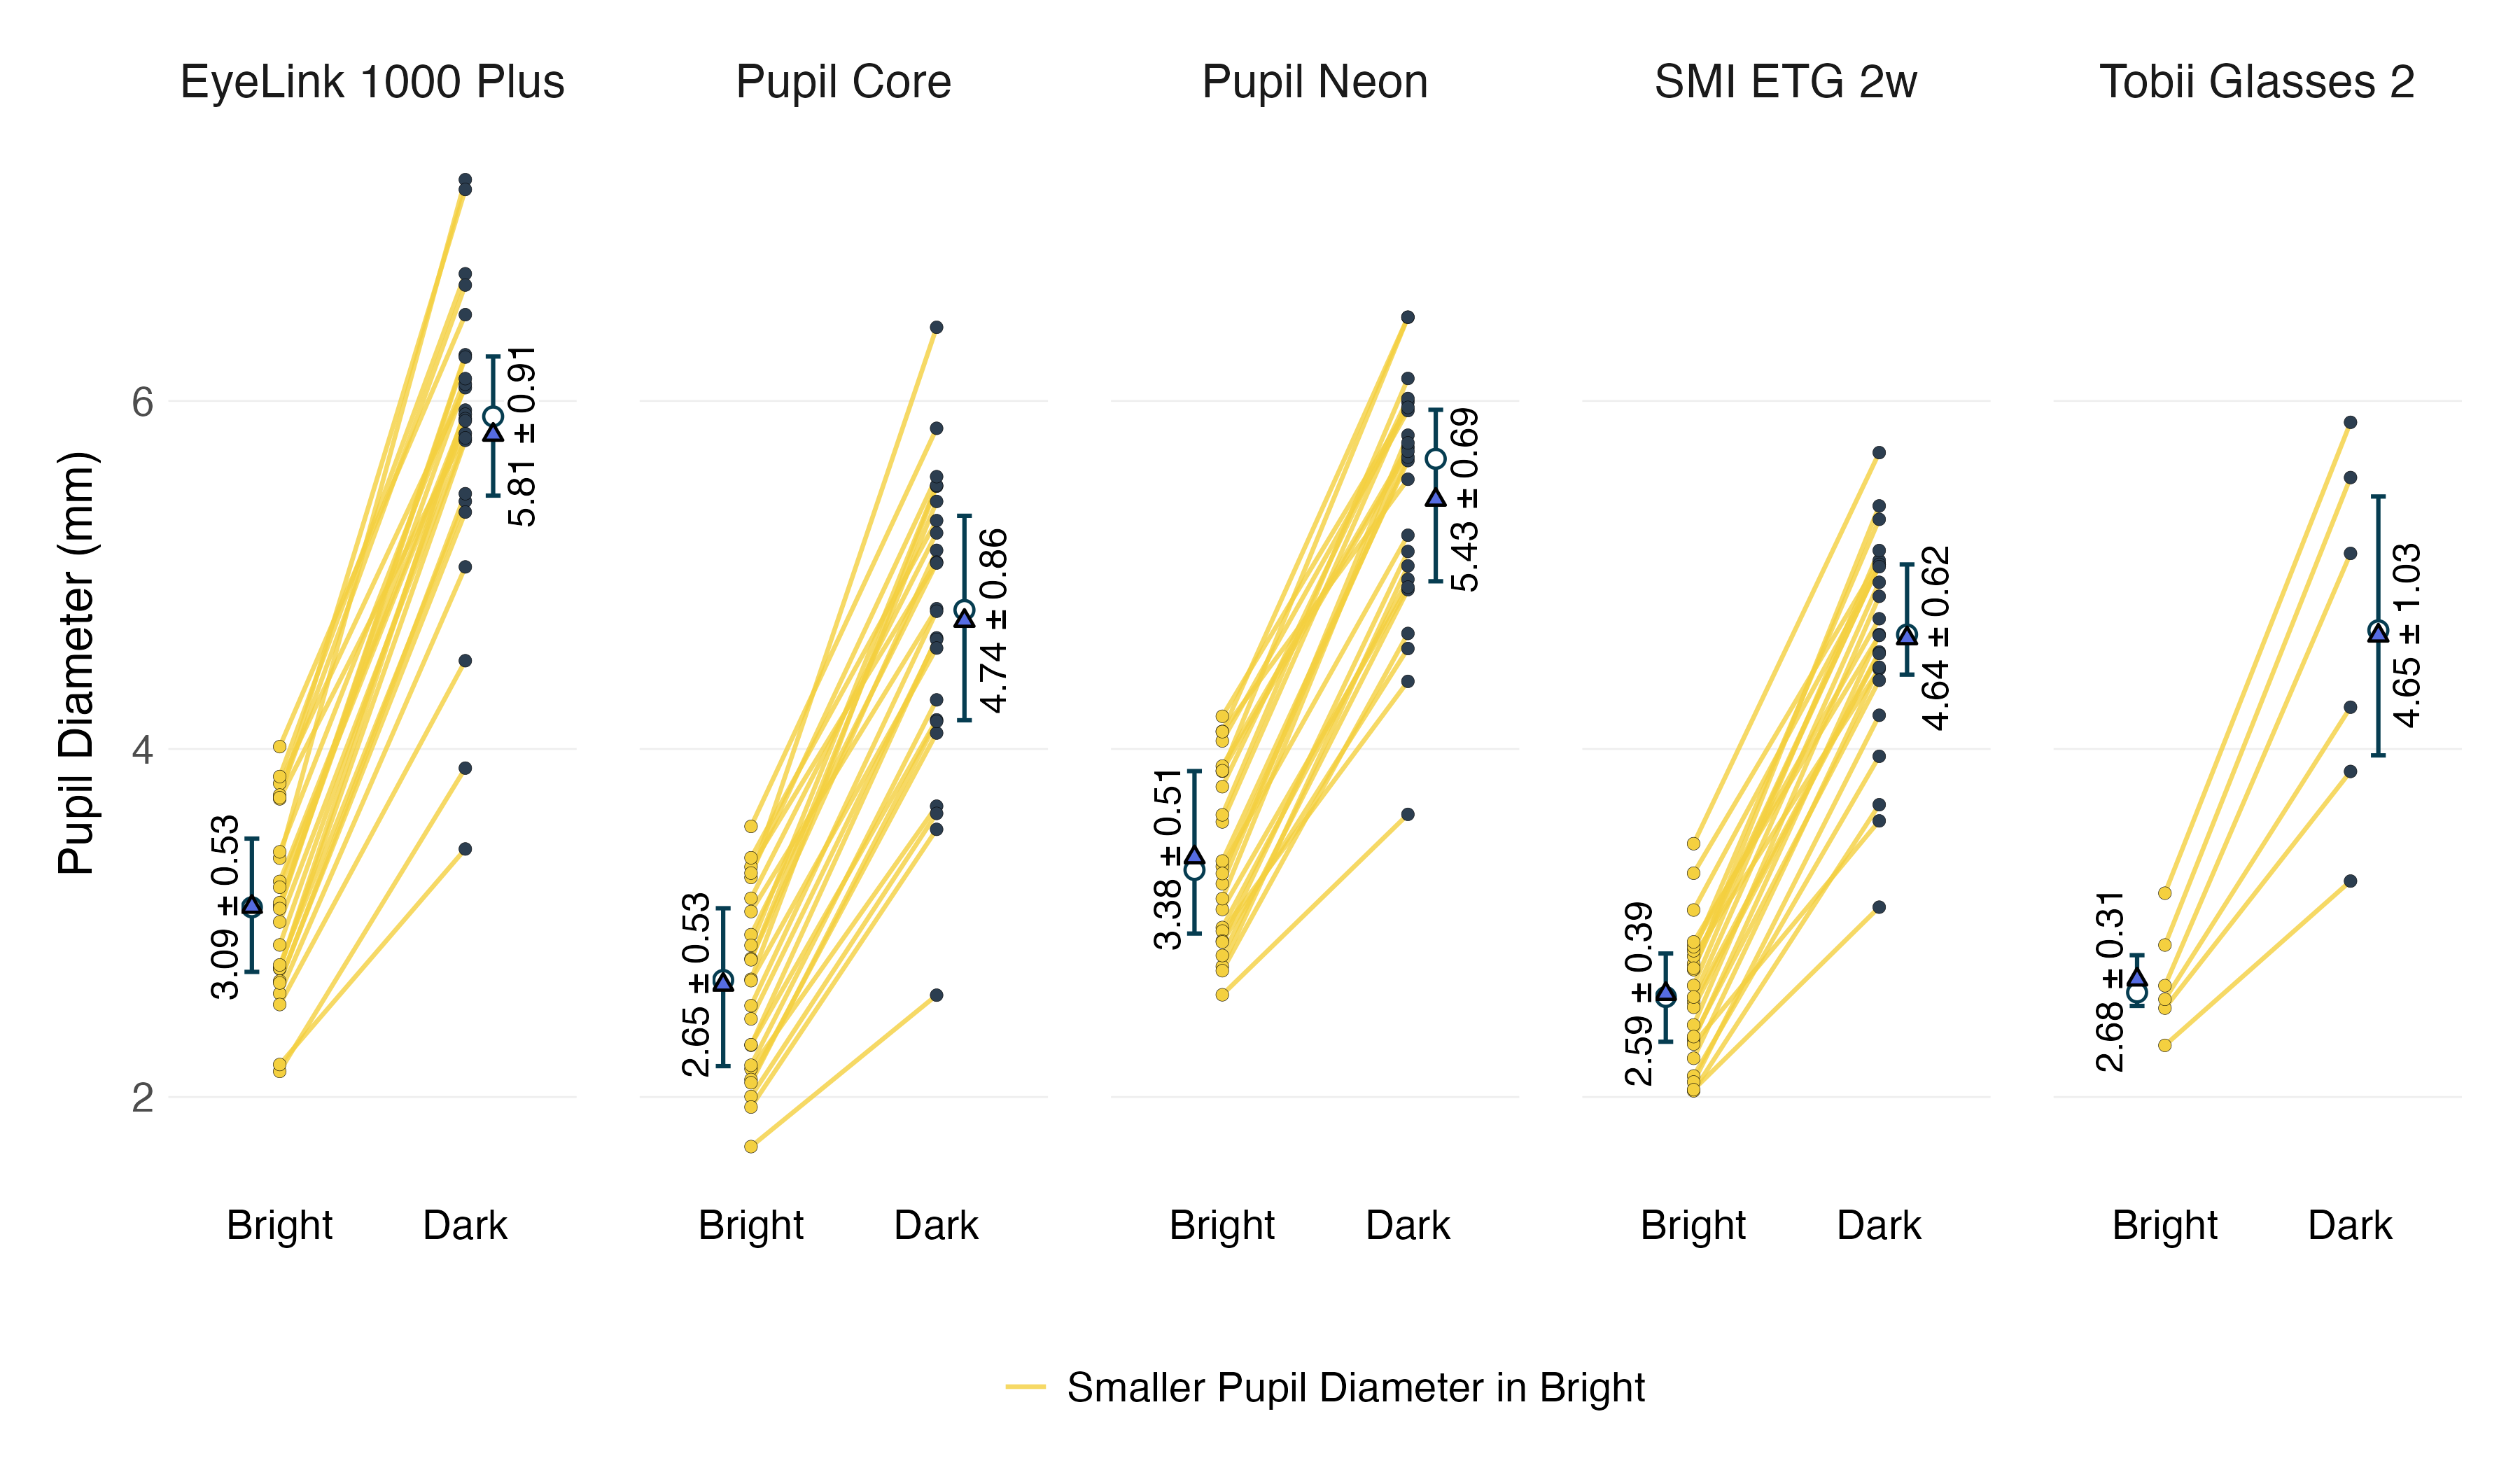 EyeLink 1000 Plus
Pupil Core
Pupil Neon
SMI ETG 2w
Tobii Glasses 2
Pupil Diameter (mm)
6
4
2
3.09 ± 0.53
5.81 ± 0.91
2.65 ± 0.53
4.74 ± 0.86
3.38 ± 0.51
5.43 ± 0.69
2.59 ± 0.39
4.64 ± 0.62
2.68 ± 0.31
4.65 ± 1.03
Bright
Dark
Bright
Dark
Bright
Dark
Bright
Dark
Bright
Dark
Smaller Pupil Diameter in Bright